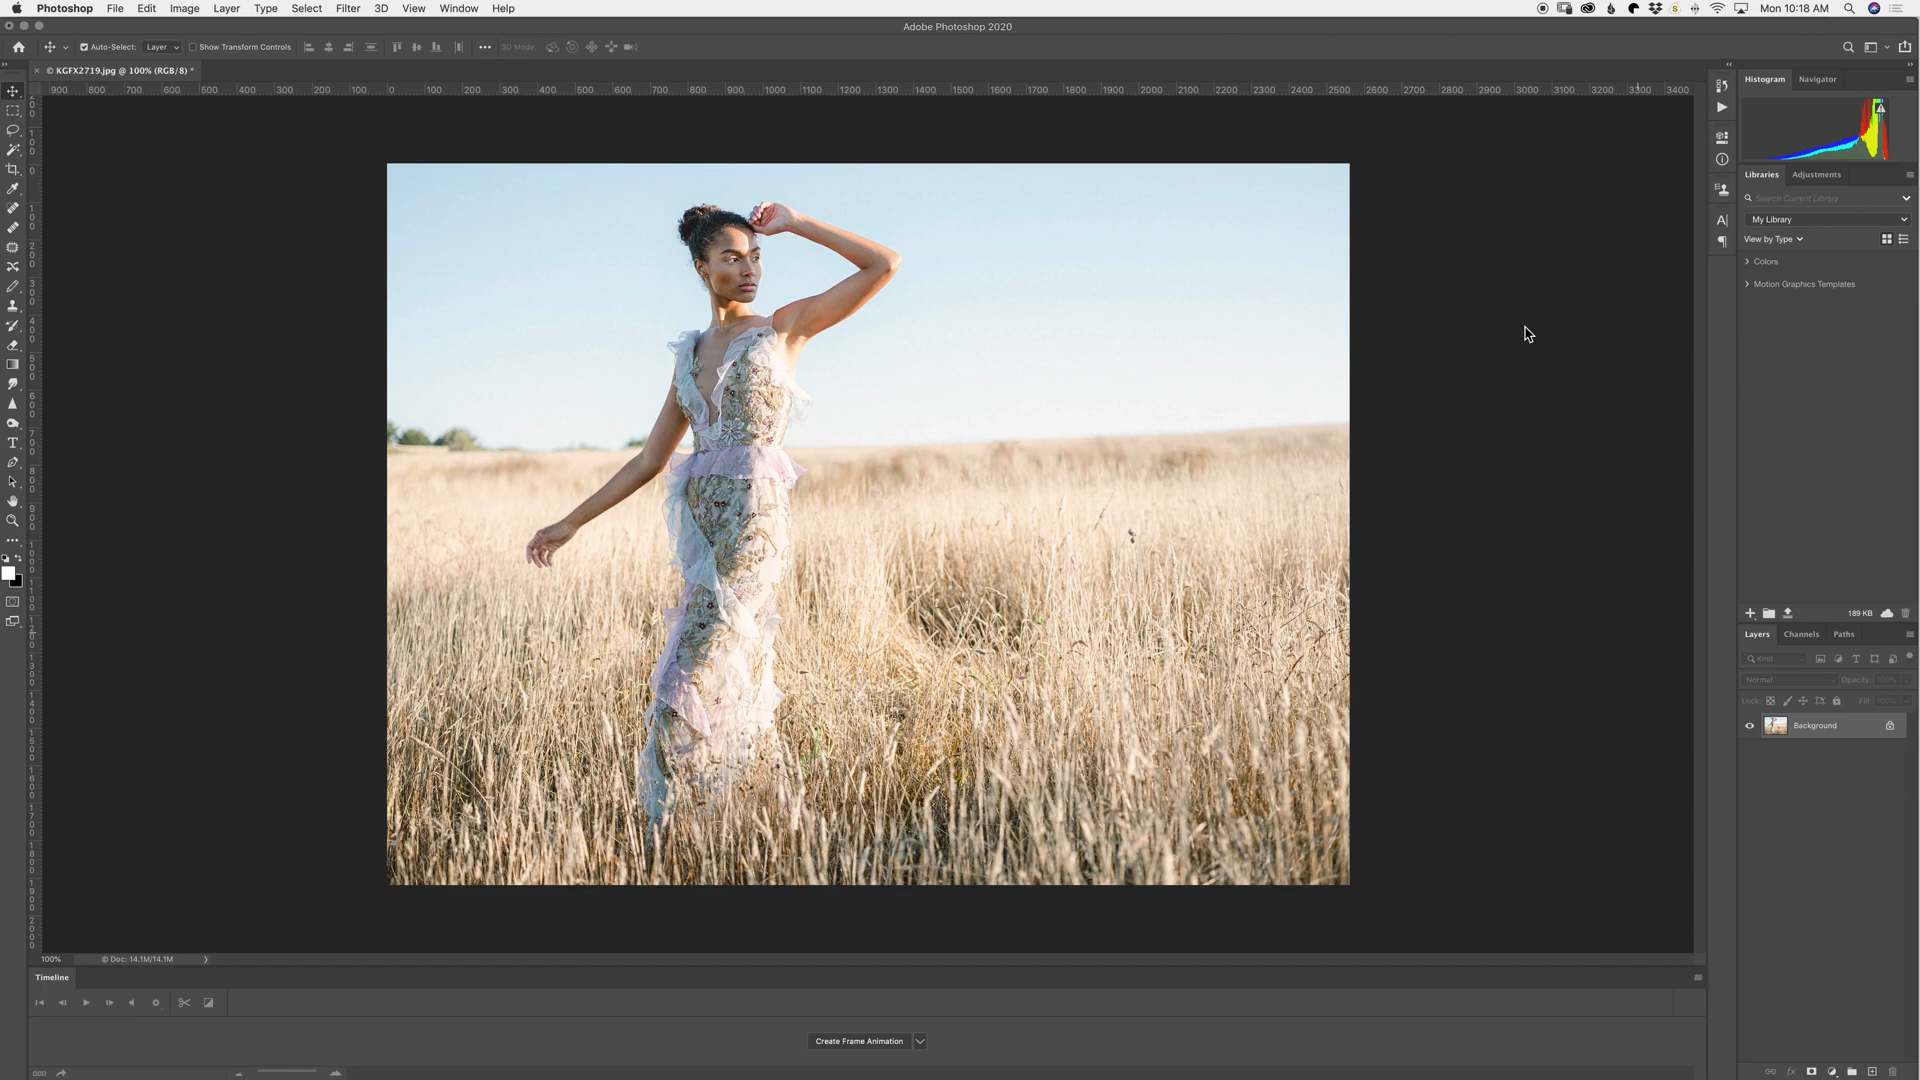 Photoshop File Edit Image Layer Type Select Filter 3D View Window Help Mon 10:18 AM
Adobe Photoshop 2020
Auto-Select: Layer Show Transform Controls 3D Mode:
× © KGFX2719.jpg @ 100% (RGB/8) *
900 800 700 600 500 400 300 200 100 0 100 200 300 400 500 600 700 800 900 1000 1100 1200 1300 1400 1500 1600 1700 1800 1900 2000 2100 2200 2300 2400 2500 2600 2700 2800 2900 3000 3100 3200 3300 3400
Histogram Navigator
Libraries Adjustments
Search Current Library
My Library
View by Type
Colors
Motion Graphics Templates
189 KB
Layers Channels Paths
Kind
Normal Opacity: 100%
Lock: Fill: 100%
Background
100% © Doc: 14.1M/14.1M
Timeline
Create Frame Animation
fx